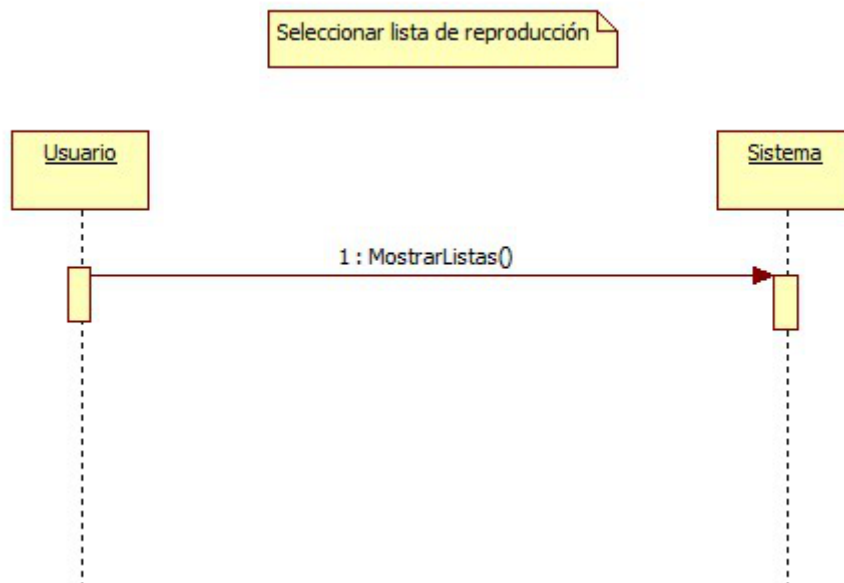 Seleccionar lista de reproducción
Usuario
Sistema
1 : MostrarListas()